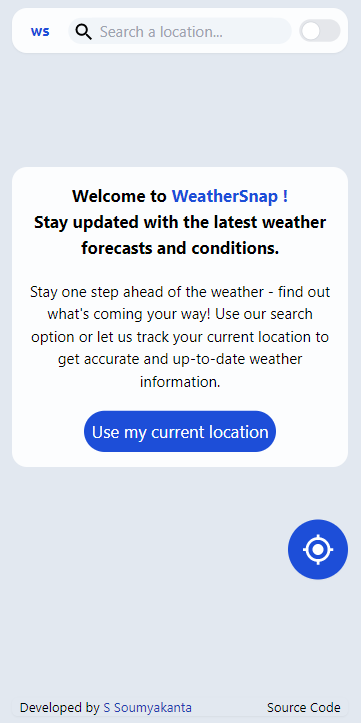 ws
Search a location...
Welcome to WeatherSnap !
Stay updated with the latest weather
forecasts and conditions.
Stay one step ahead of the weather - find out
what's coming your way! Use our search
option or let us track your current location to
get accurate and up-to-date weather
information.
Use my current location
Developed by S Soumyakanta
Source Code